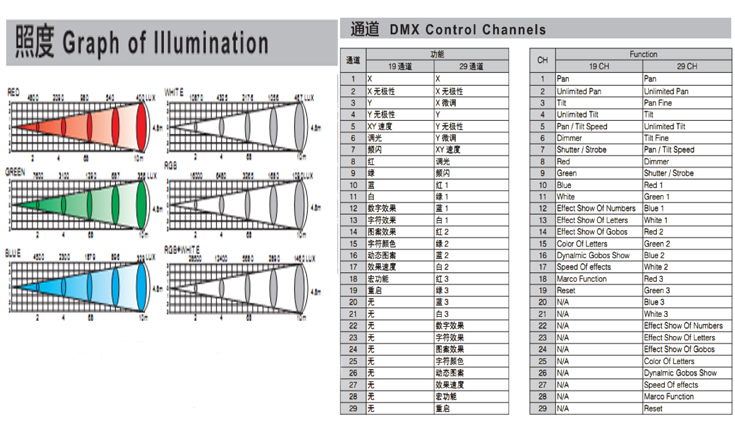 照度 Graph of Illumination
RED
LUX
4.8m
2 4 6 8 10m
WHITE
LUX
4.8m
2 4 6 8 10m
GREEN
LUX
4.8m
2 4 6 8 10m
RGB
LUX
4.8m
2 4 6 8 10m
BLUE
LUX
4.8m
2 4 6 8 10m
RGB+WHITE
LUX
4.8m
2 4 6 8 10m
通道 DMX Control Channels
通道 功能
19 通道 29 通道
1 X X
2 X 无极性 X 无极性
3 Y X 微调
4 Y 无极性 Y
5 XY 速度 Y 无极性
6 调光 Y 微调
7 频闪 XY 速度
8 红 调光
9 绿 频闪
10 蓝 红 1
11 白 绿 1
12 数字效果 蓝 1
13 字符效果 白 1
14 图案效果 红 2
15 字符颜色 绿 2
16 动态图案 蓝 2
17 效果速度 白 2
18 宏功能 红 3
19 重启 绿 3
20 无 蓝 3
21 无 白 3
22 无 数字效果
23 无 字符效果
24 无 图案效果
25 无 字符颜色
26 无 动态图案
27 无 效果速度
28 无 宏功能
29 无 重启
CH Function
19 CH 29 CH
1 Pan Pan
2 Unlimited Pan Unlimited Pan
3 Tilt Pan Fine
4 Unlimited Tilt Tilt
5 Pan / Tilt Speed Unlimited Tilt
6 Dimmer Tilt Fine
7 Shutter / Strobe Pan / Tilt Speed
8 Red Dimmer
9 Green Shutter / Strobe
10 Blue Red 1
11 White Green 1
12 Effect Show Of Numbers Blue 1
13 Effect Show Of Letters White 1
14 Effect Show Of Gobos Red 2
15 Color Of Letters Green 2
16 Dynalmic Gobos Show Blue 2
17 Speed Of effects White 2
18 Marco Function Red 3
19 Reset Green 3
20 N/A Blue 3
21 N/A White 3
22 N/A Effect Show Of Numbers
23 N/A Effect Show Of Letters
24 N/A Effect Show Of Gobos
25 N/A Color Of Letters
26 N/A Dynalmic Gobos Show
27 N/A Speed Of effects
28 N/A Marco Function
29 N/A Reset